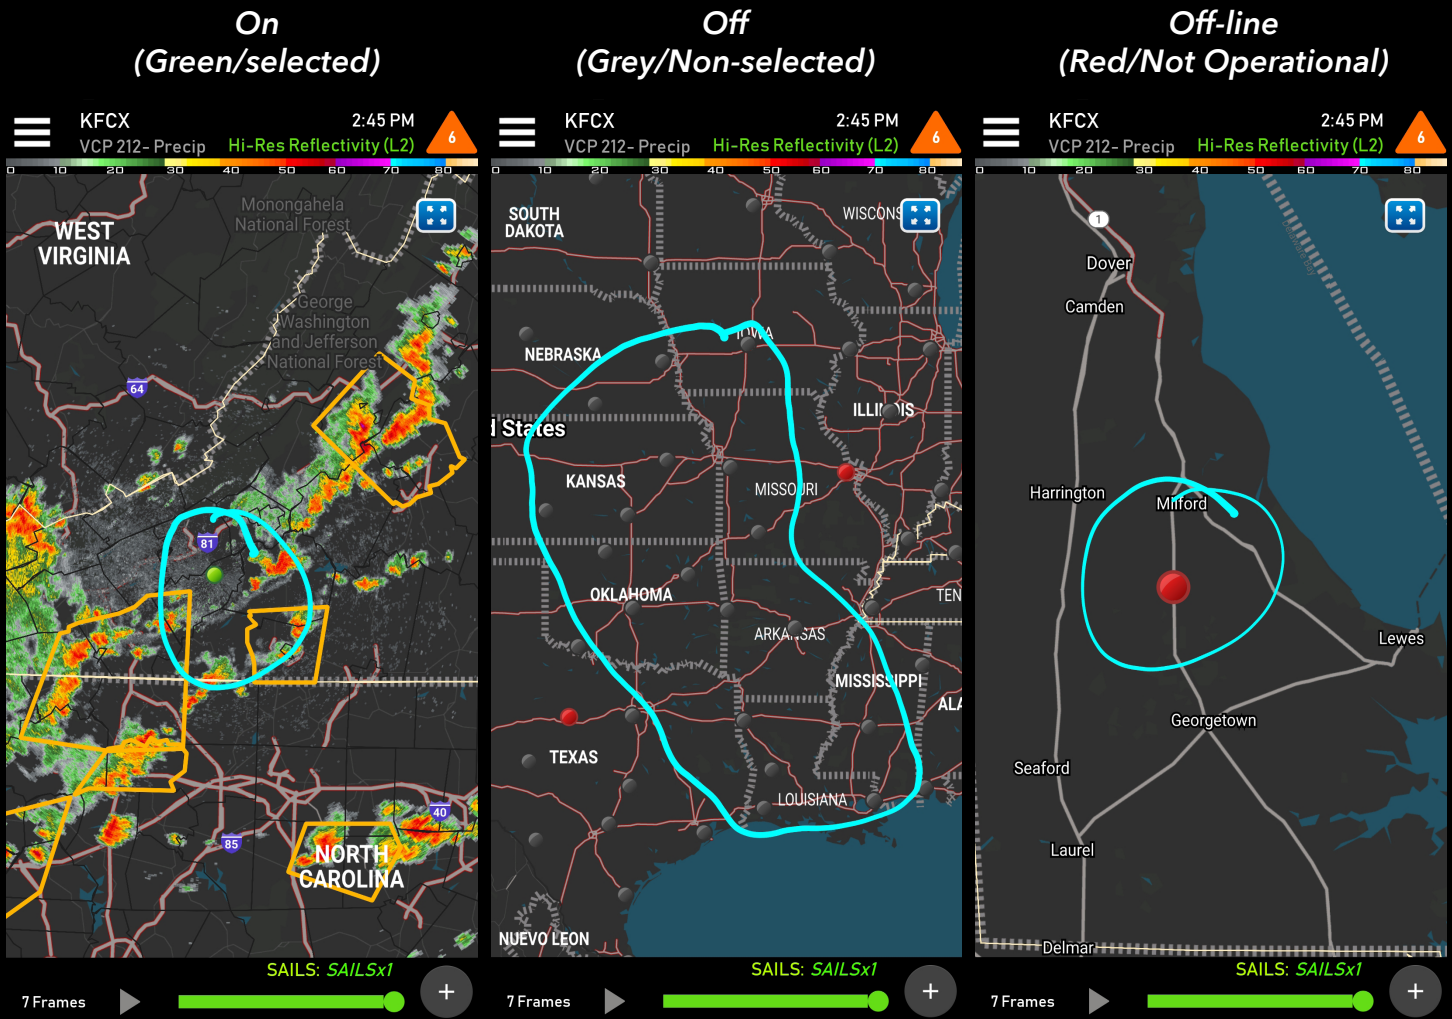 On
(Green/selected)
KFCX
2:45 PM
VCP 212- Precip
Hi-Res Reflectivity (L2)
6
0 10 20 30 40 50 60 70 80
Monongahela
National Forest
WEST
VIRGINIA
George
Washington
and Jefferson
National Forest
64
81
40
85
NORTH
CAROLINA
SAILS: SAILSx1
7 Frames
+
Off
(Grey/Non-selected)
KFCX
2:45 PM
VCP 212- Precip
Hi-Res Reflectivity (L2)
6
0 10 20 30 40 50 60 70 80
SOUTH
DAKOTA
WISCONS
IOWA
NEBRASKA
ILLINOIS
d States
KANSAS
MISSOURI
OKLAHOMA
TEN
ARKANSAS
MISSISSIPPI
ALA
TEXAS
LOUISIANA
NUEVO LEON
SAILS: SAILSx1
7 Frames
+
Off-line
(Red/Not Operational)
KFCX
2:45 PM
VCP 212- Precip
Hi-Res Reflectivity (L2)
6
0 10 20 30 40 50 60 70 80
1
Dover
Camden
Harrington
Milford
Lewes
Georgetown
Seaford
Laurel
Delmar
SAILS: SAILSx1
7 Frames
+